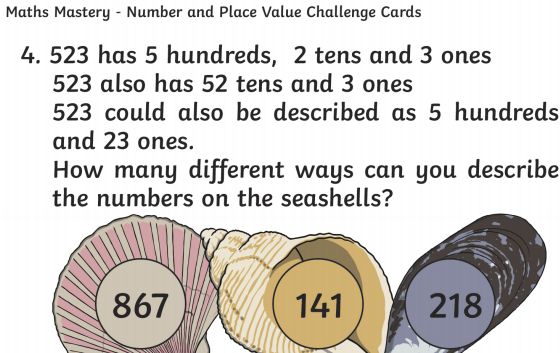 Maths Mastery - Number and Place Value Challenge Cards
4. 523 has 5 hundreds, 2 tens and 3 ones
523 also has 52 tens and 3 ones
523 could also be described as 5 hundreds
and 23 ones.
How many different ways can you describe
the numbers on the seashells?
867 141 218